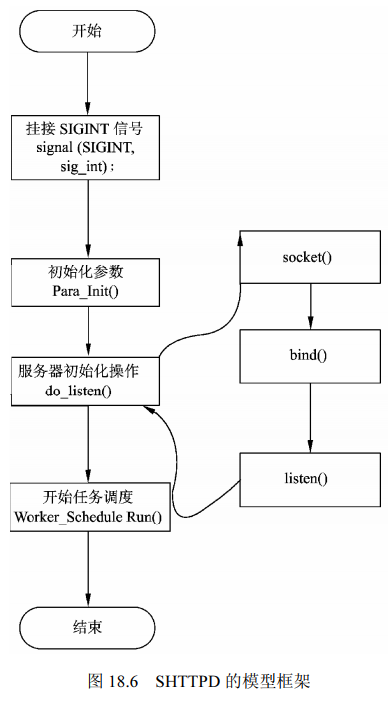 开始
挂接 SIGINT 信号
signal (SIGINT,
sig_int) ;
初始化参数
Para_Init()
服务器初始化操作
do_listen()
开始任务调度
Worker_Schedule Run()
结束
socket()
bind()
listen()
图 18.6 SHTTPD 的模型框架